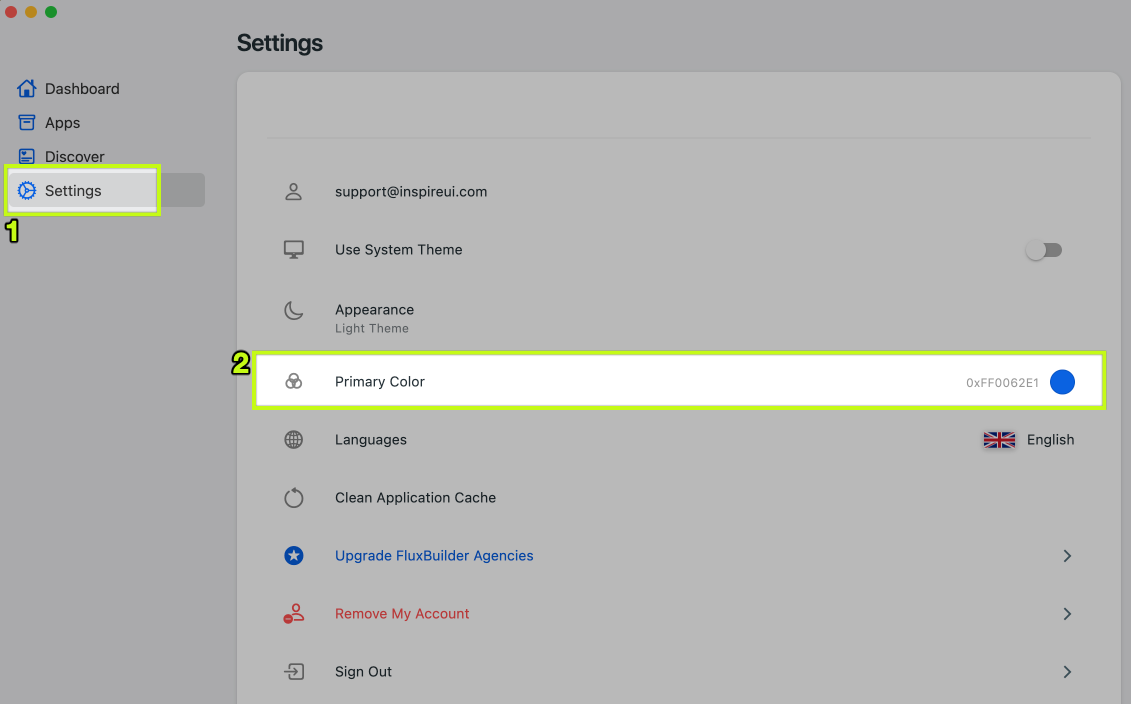 Settings
Dashboard
Apps
Discover
Settings
1
support@inspireui.com
Use System Theme
Appearance
Light Theme
2
Primary Color
0xFF0062E1
Languages
English
Clean Application Cache
Upgrade FluxBuilder Agencies
Remove My Account
Sign Out